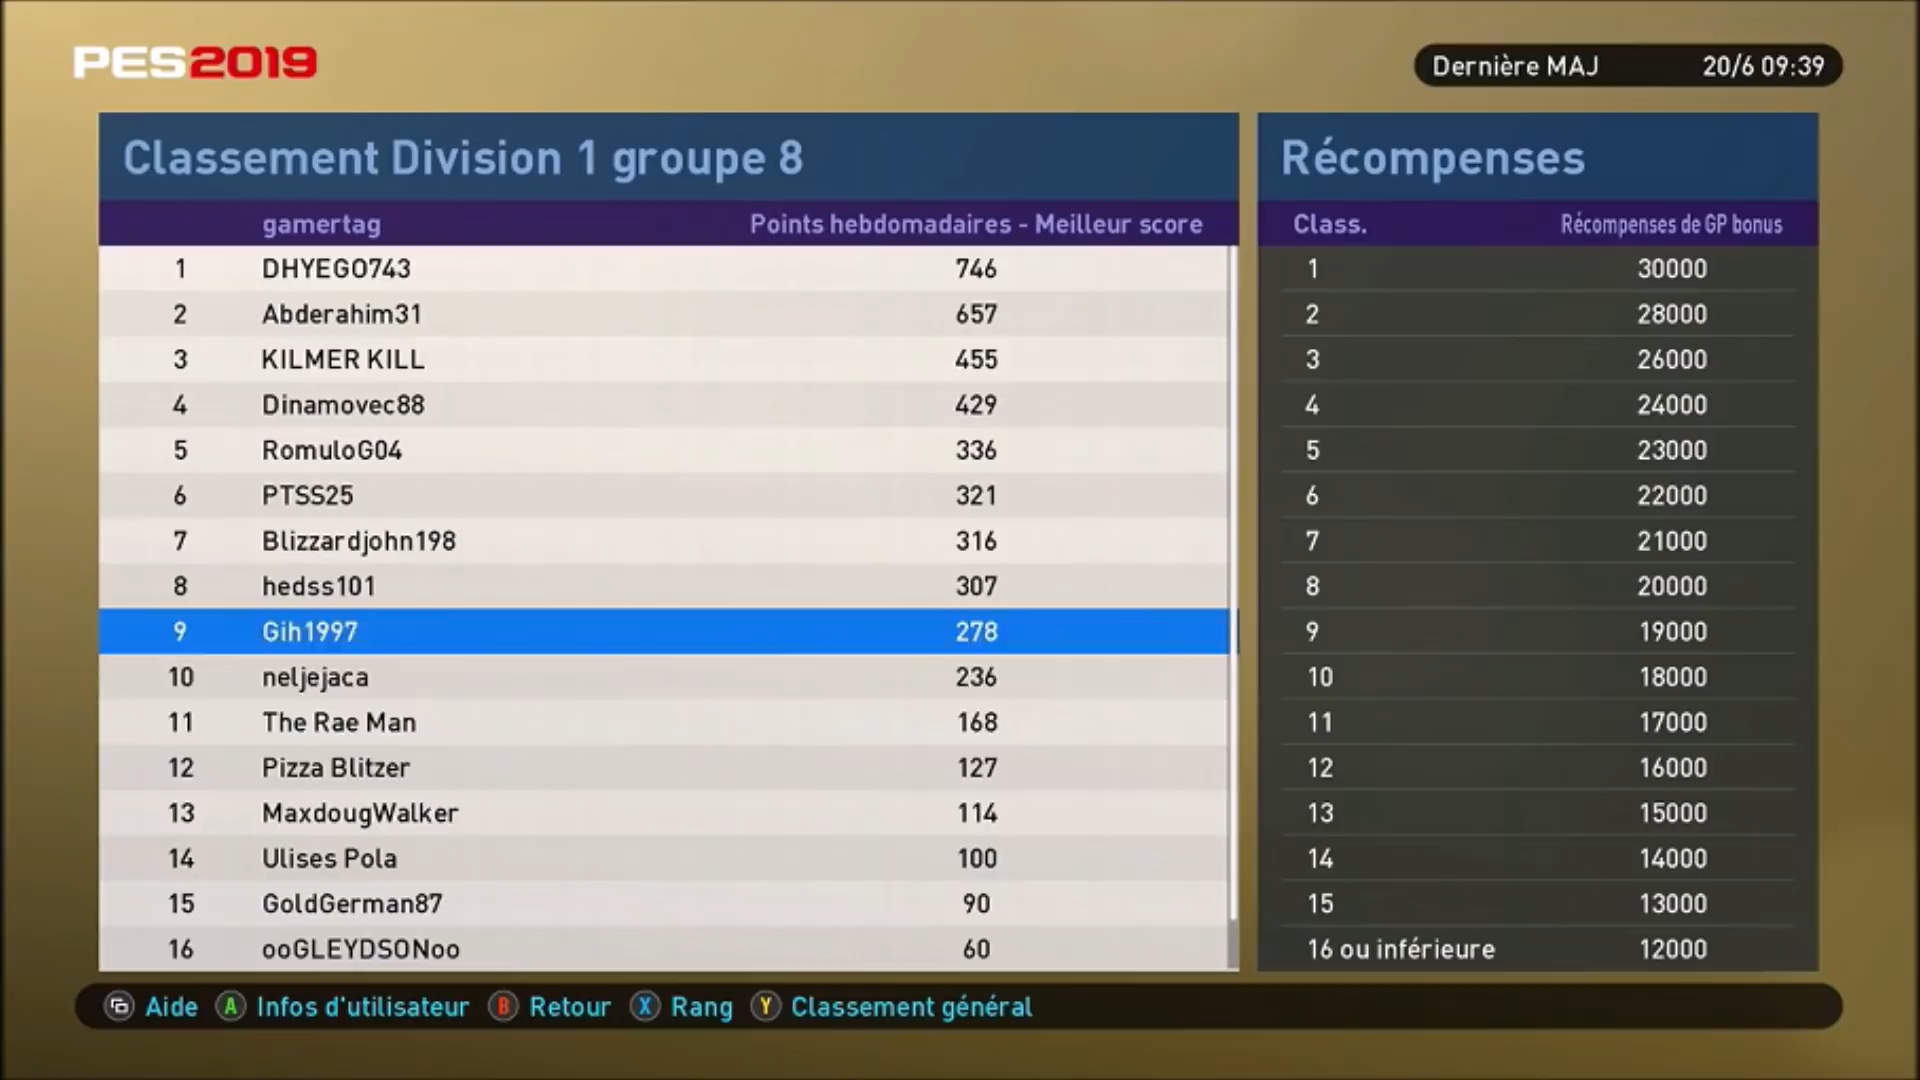 PES2019
Dernière MAJ 20/6 09:39
Classement Division 1 groupe 8
gamertag Points hebdomadaires - Meilleur score
1 DHYEGO743 746
2 Abderahim31 657
3 KILMER KILL 455
4 Dinamovec88 429
5 RomuloG04 336
6 PTSS25 321
7 Blizzardjohn198 316
8 hedss101 307
9 Gih1997 278
10 neljejaca 236
11 The Rae Man 168
12 Pizza Blitzer 127
13 MaxdougWalker 114
14 Ulises Pola 100
15 GoldGerman87 90
16 ooGLEYDSONoo 60
Récompenses
Class. Récompenses de GP bonus
1 30000
2 28000
3 26000
4 24000
5 23000
6 22000
7 21000
8 20000
9 19000
10 18000
11 17000
12 16000
13 15000
14 14000
15 13000
16 ou inférieure 12000
Aide A Infos d'utilisateur B Retour X Rang Y Classement général